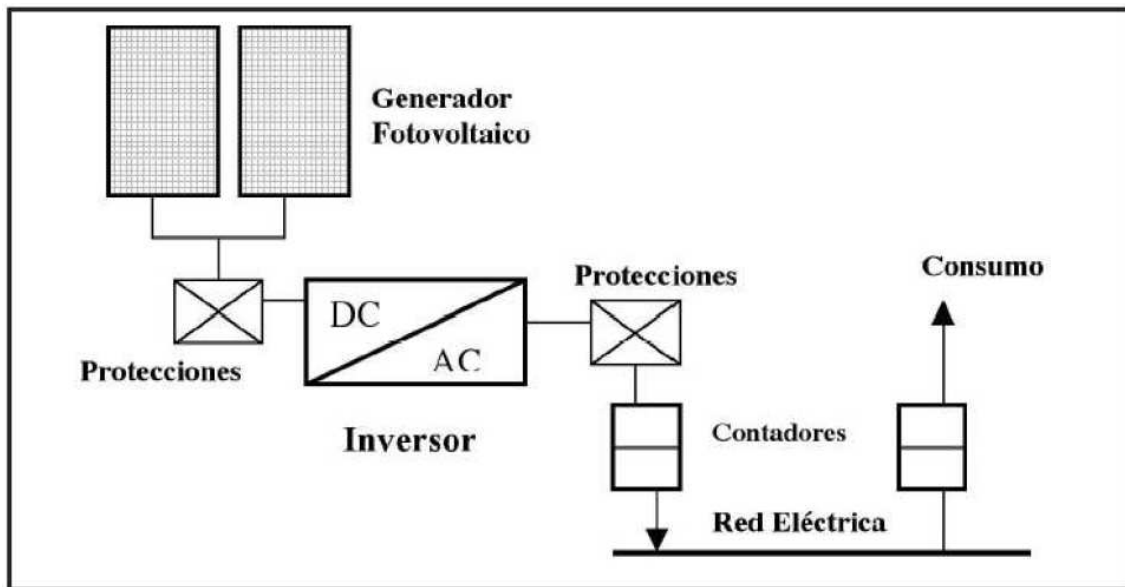 Generador
Fotovoltaico
Protecciones
Consumo
DC
AC
Protecciones
Inversor
Contadores
Red Eléctrica